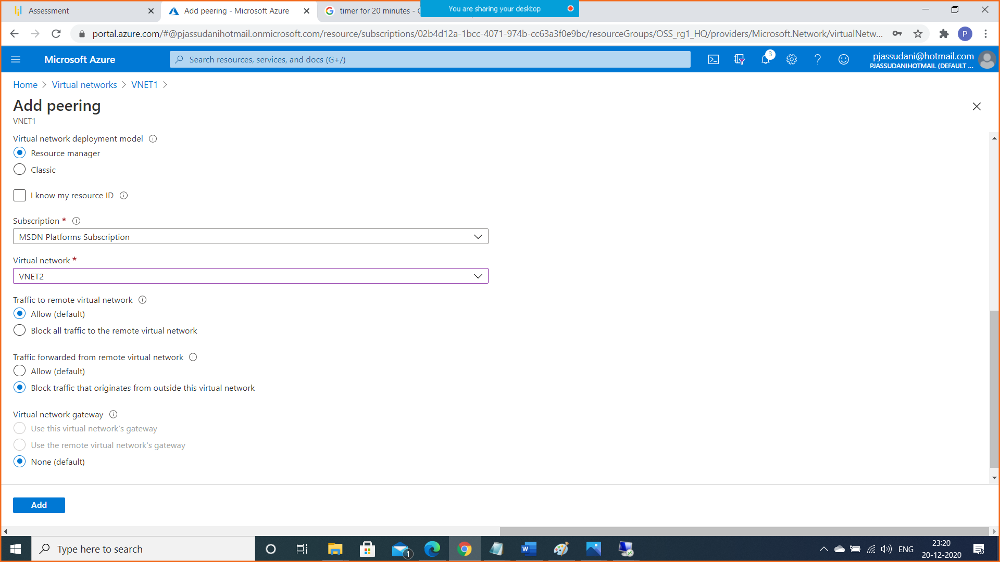 Assessment
Add peering - Microsoft Azure
timer for 20 minutes -
You are sharing your desktop
portal.azure.com/#@pjassudanihotmail.onmicrosoft.com/resource/subscriptions/02b4d12a-1bcc-4071-974b-cc63a3f0e9bc/resourceGroups/OSS_rg1_HQ/providers/Microsoft.Network/virtualNetw...
P
Microsoft Azure
Search resources, services, and docs (G+/)
3
pjassudani@hotmail.com
PJASSUDANIHOTMAIL (DEFAULT ...
Home > Virtual networks > VNET1 >
Add peering
VNET1
Virtual network deployment model
Resource manager
Classic
I know my resource ID
Subscription *
MSDN Platforms Subscription
Virtual network *
VNET2
Traffic to remote virtual network
Allow (default)
Block all traffic to the remote virtual network
Traffic forwarded from remote virtual network
Allow (default)
Block traffic that originates from outside this virtual network
Virtual network gateway
Use this virtual network's gateway
Use the remote virtual network's gateway
None (default)
Add
Type here to search
1
ENG
23:20
20-12-2020